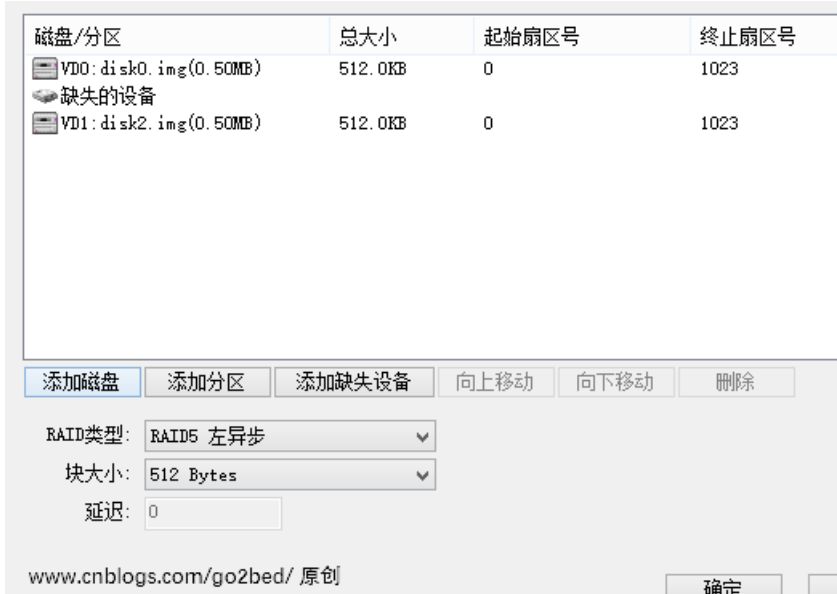 磁盘/分区 总大小 起始扇区号 终止扇区号
VD0:disk0.img(0.50MB) 512.0KB 0 1023
缺失的设备
VD1:disk2.img(0.50MB) 512.0KB 0 1023
添加磁盘 添加分区 添加缺失设备 向上移动 向下移动 删除
RAID类型: RAID5 左异步
块大小: 512 Bytes
延迟: 0
www.cnblogs.com/go2bed/ 原创
确定